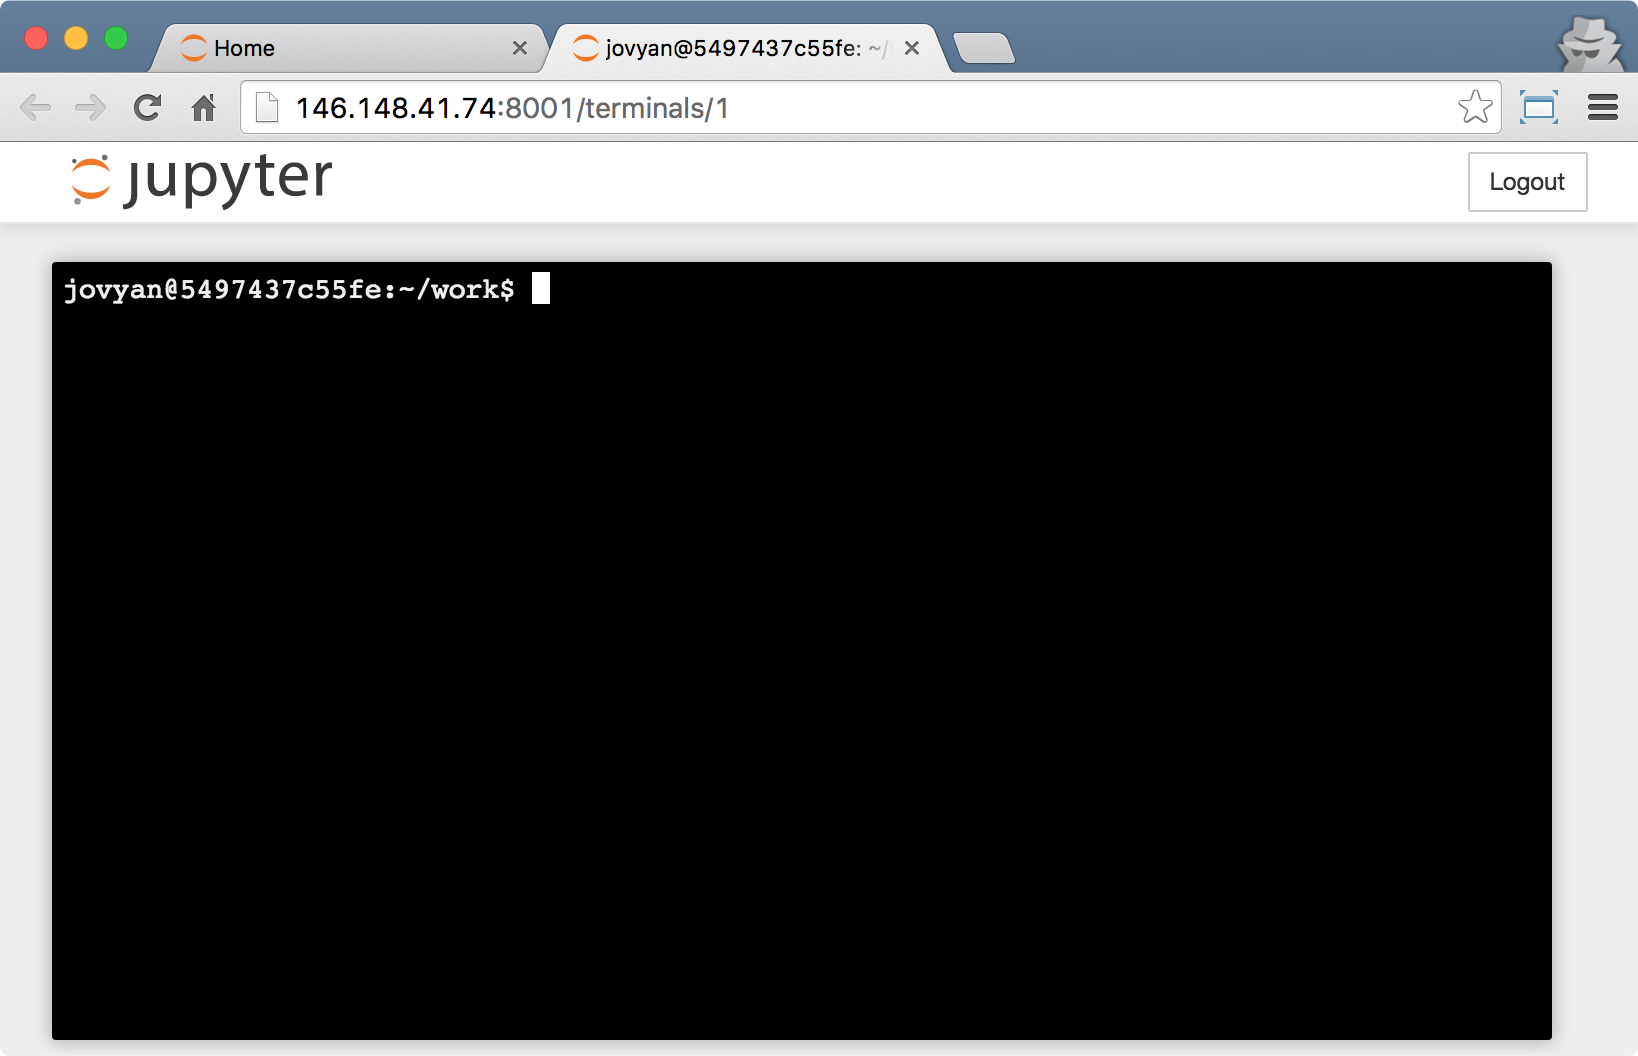 Home
jovyan@5497437c55fe: ~/
146.148.41.74:8001/terminals/1
jupyter
Logout
jovyan@5497437c55fe:~/work$